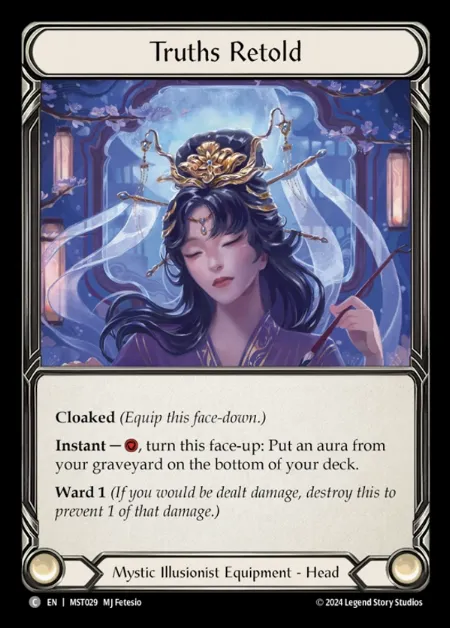 Truths Retold
Cloaked (Equip this face-down.)
Instant — , turn this face-up: Put an aura from
your graveyard on the bottom of your deck.
Ward 1 (If you would be dealt damage, destroy this to
prevent 1 of that damage.)
Mystic Illusionist Equipment - Head
C EN | MST029 MJ Fetesio
© 2024 Legend Story Studios